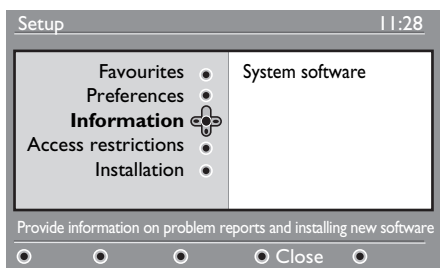 Setup 11:28
Favourites System software
Preferences
Information
Access restrictions
Installation
Provide information on problem reports and installing new software
Close